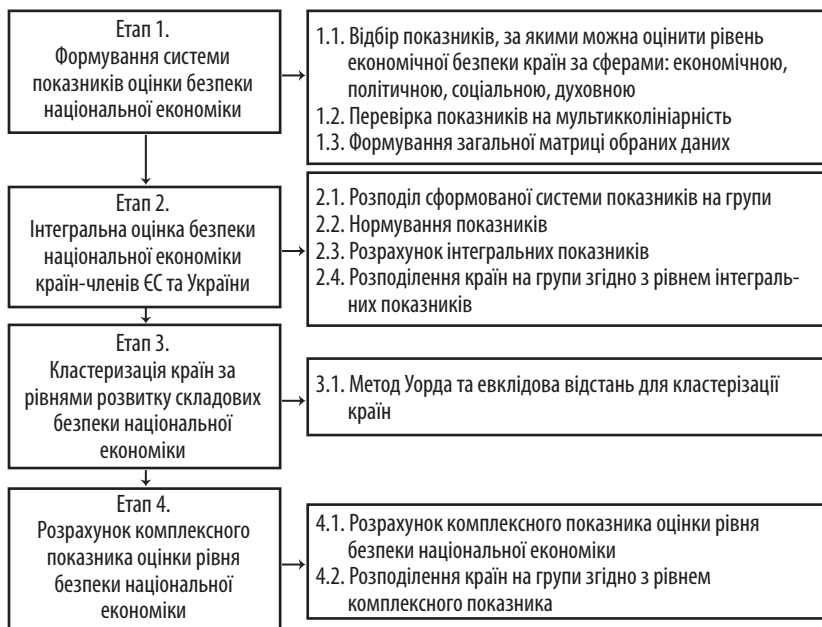 Етап 1.
Формування системи
показників оцінки безпеки
національної економіки
1.1. Відбір показників, за якими можна оцінити рівень
економічної безпеки країн за сферами: економічною,
політичною, соціальною, духовною
1.2. Перевірка показників на мультикколініарність
1.3. Формування загальної матриці обраних даних
Етап 2.
Інтегральна оцінка безпеки
національної економіки
країн-членів ЄС та України
2.1. Розподіл сформованої системи показників на групи
2.2. Нормування показників
2.3. Розрахунок інтегральних показників
2.4. Розподілення країн на групи згідно з рівнем інтеграль-
них показників
Етап 3.
Кластеризація країн за
рівнями розвитку складових
безпеки національної
економіки
3.1. Метод Уорда та евклідова відстань для кластерізації
країн
Етап 4.
Розрахунок комплексного
показника оцінки рівня
безпеки національної
економіки
4.1. Розрахунок комплексного показника оцінки рівня
безпеки національної економіки
4.2. Розподілення країн на групи згідно з рівнем
комплексного показника